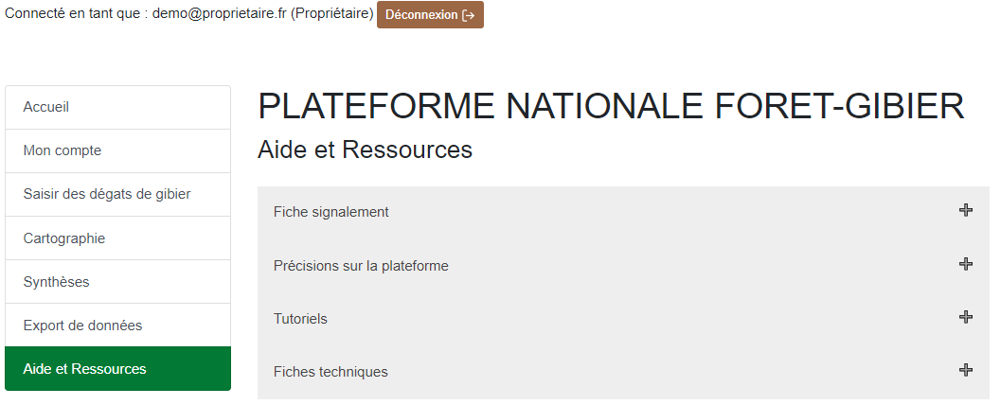 Connecté en tant que : demo@proprietaire.fr (Propriétaire) Déconnexion
Accueil
Mon compte
Saisir des dégats de gibier
Cartographie
Synthèses
Export de données
Aide et Ressources
PLATEFORME NATIONALE FORET-GIBIER
Aide et Ressources
Fiche signalement
Précisions sur la plateforme
Tutoriels
Fiches techniques